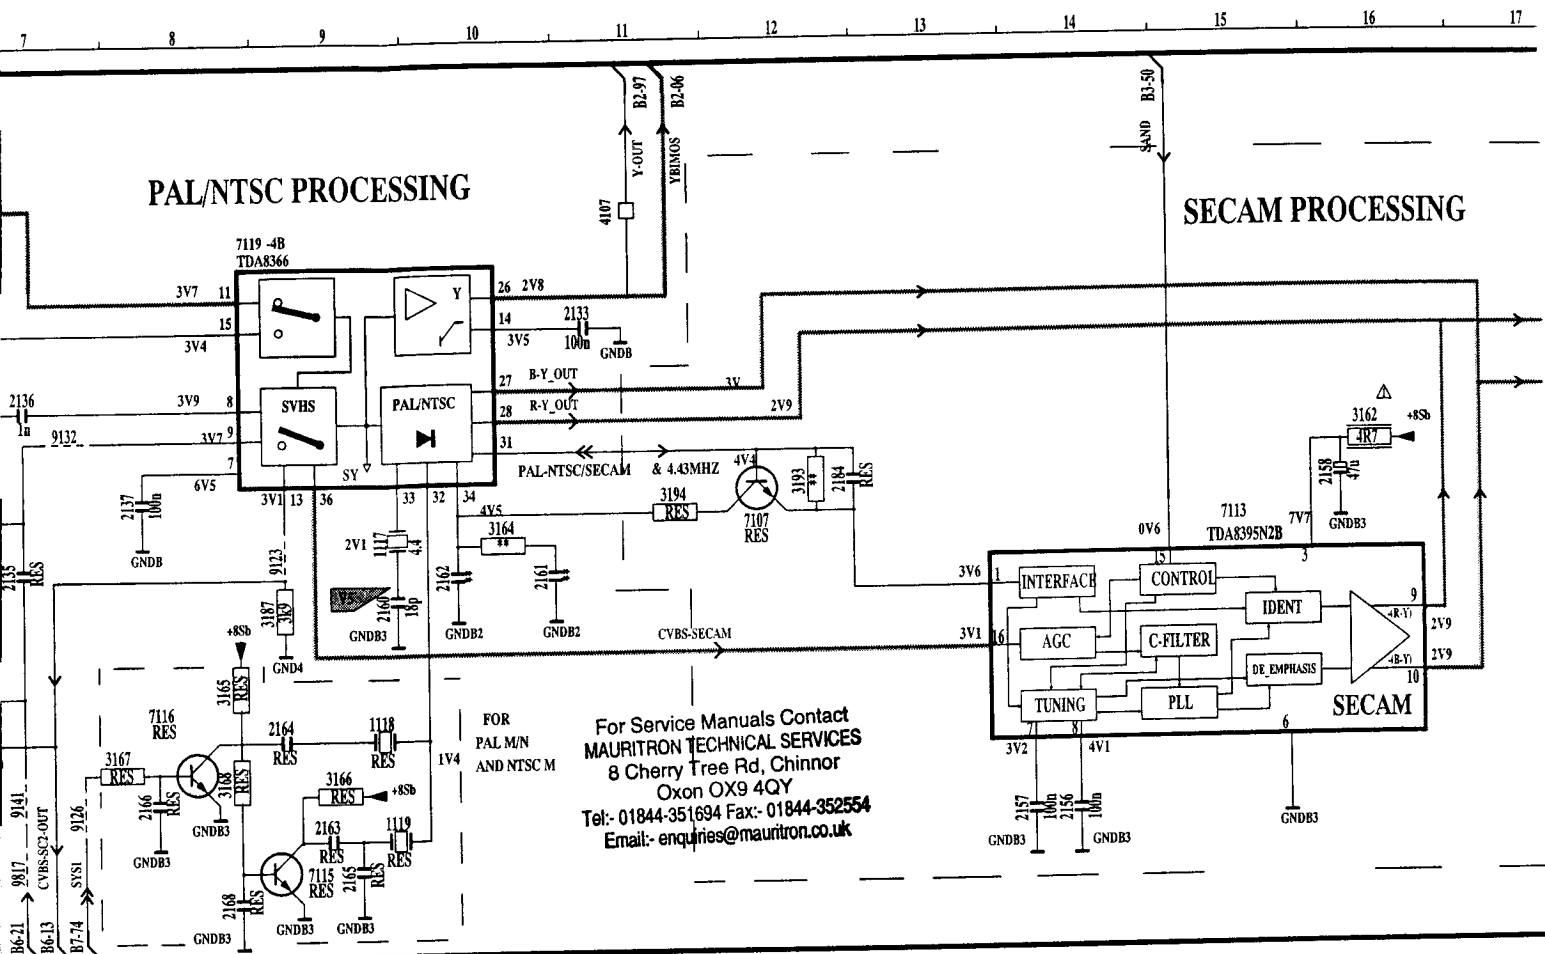 7 8 9 10 11 12 13 14 15 16 17
B2-97
B2-06
B3-50
Y-OUT
YBIMOS
SAND
PAL/NTSC PROCESSING
SECAM PROCESSING
4107
7119 -4B
TDA8366
3V7 11
15
3V4
Y
26 2V8
14
3V5
2133
100n
GNDB
27 B-Y_OUT
3V
28 R-Y_OUT
2V9
31
PAL-NTSC/SECAM & 4.43MHZ
2136
1n
3V9 8
9132
3V7 9
7
6V5
SVHS
PAL/NTSC
SY
3V1 13 36
33 32 34
2137
100n
GNDB
4V4
3193
**
2184
RES
3194
RES
7107
RES
4V5
3164
**
2V1
1117
4.4
2162
2161
V5
2160
18p
GNDB3
GNDB2
GNDB2
2135
RES
9123
3187
3k9
GND4
+8Sb
3162
4R7
+8Sb
2158
47u
GNDB3
7V7
7113
TDA8395N2B
0V6
15
3
3V6 1
INTERFACE
CONTROL
IDENT
9
-(R-Y)
2V9
CVBS-SECAM
3V1 16
AGC
C-FILTER
DE_EMPHASIS
-(B-Y)
2V9
10
TUNING
PLL
SECAM
7
3V2
8
4V1
6
2157
100n
2156
100n
GNDB3
GNDB3
GNDB3
3165
RES
7116
RES
2164
RES
1118
RES
3167
RES
3168
RES
2166
RES
GNDB3
GNDB3
3166
RES
+8Sb
1V4
2163
RES
1119
RES
7115
RES
2165
RES
2168
RES
GNDB3
GNDB3
GNDB3
FOR
PAL M/N
AND NTSC M
9141
9817
CVBS-SC2-OUT
9126
SYS1
B6-21
B6-13
B7-74
For Service Manuals Contact
MAURITRON TECHNICAL SERVICES
8 Cherry Tree Rd, Chinnor
Oxon OX9 4QY
Tel:- 01844-351694 Fax:- 01844-352554
Email:- enquiries@mauritron.co.uk